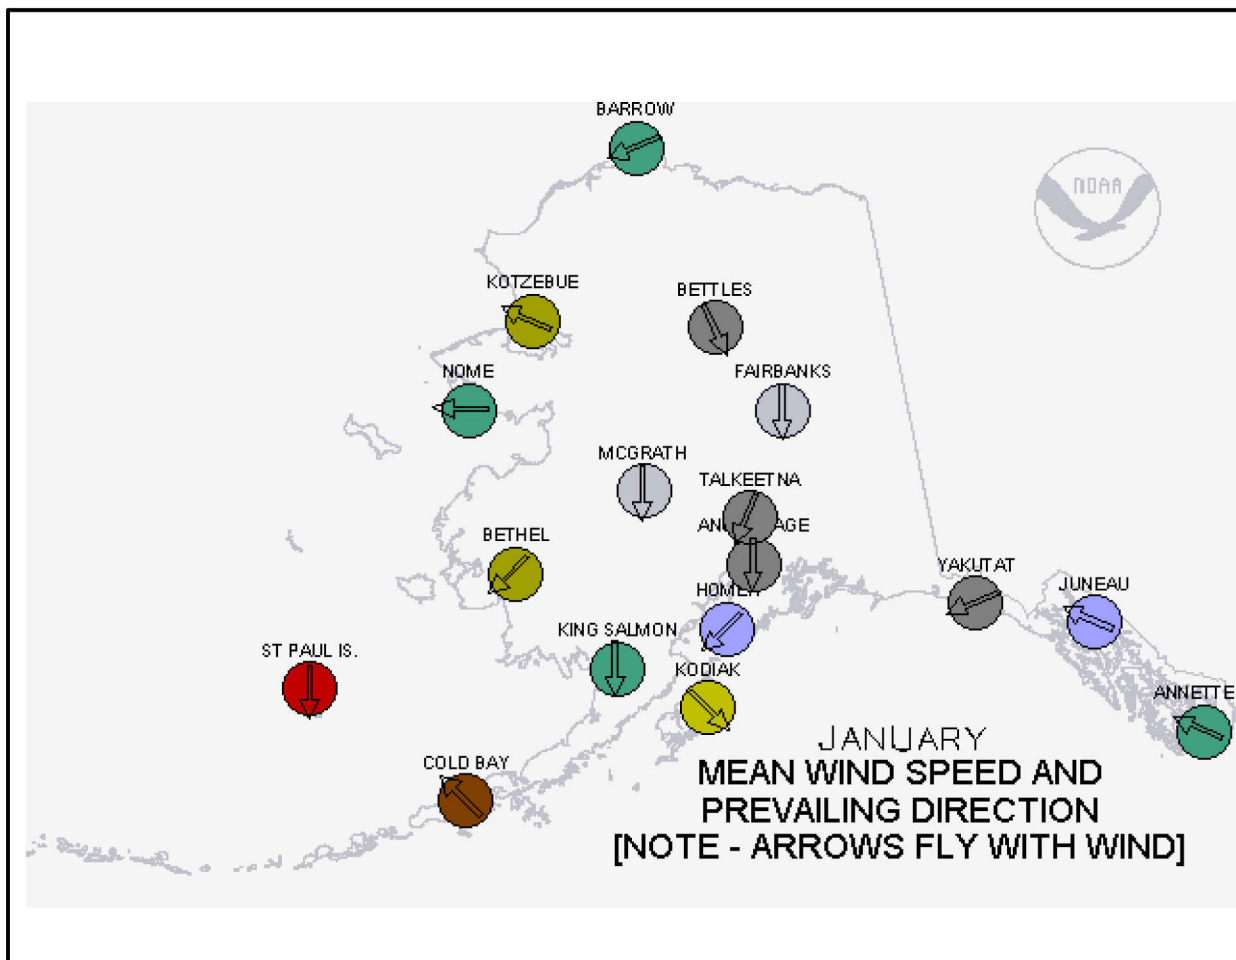 BARROW
NOAA
KOTZEBUE
BETTLES
NOME
FAIRBANKS
MCGRATH
TALKEETNA
BETHEL
YAKUTAT
JUNEAU
KING SALMON
ST PAUL IS.
KODIAK
ANNETTE
COLD BAY
JANUARY
MEAN WIND SPEED AND
PREVAILING DIRECTION
[NOTE - ARROWS FLY WITH WIND]